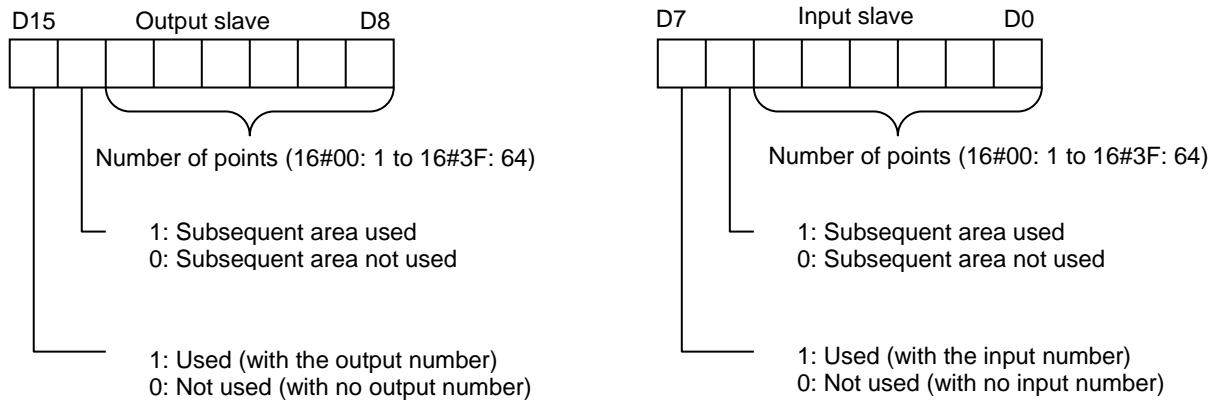 D15 Output slave D8
Number of points (16#00: 1 to 16#3F: 64)
1: Subsequent area used
0: Subsequent area not used
1: Used (with the output number)
0: Not used (with no output number)
D7 Input slave D0
Number of points (16#00: 1 to 16#3F: 64)
1: Subsequent area used
0: Subsequent area not used
1: Used (with the input number)
0: Not used (with no input number)